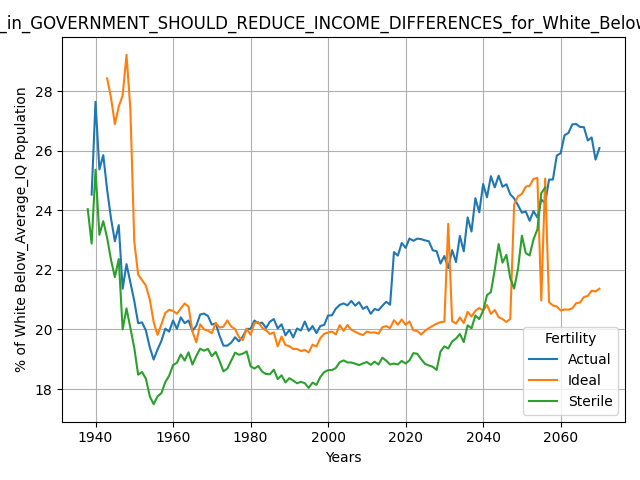 _in_GOVERNMENT_SHOULD_REDUCE_INCOME_DIFFERENCES_for_White_Below
% of White Below_Average_IQ Population
28
26
24
22
20
18
1940
1960
1980
2000
2020
2040
2060
Years
Fertility
Actual
Ideal
Sterile